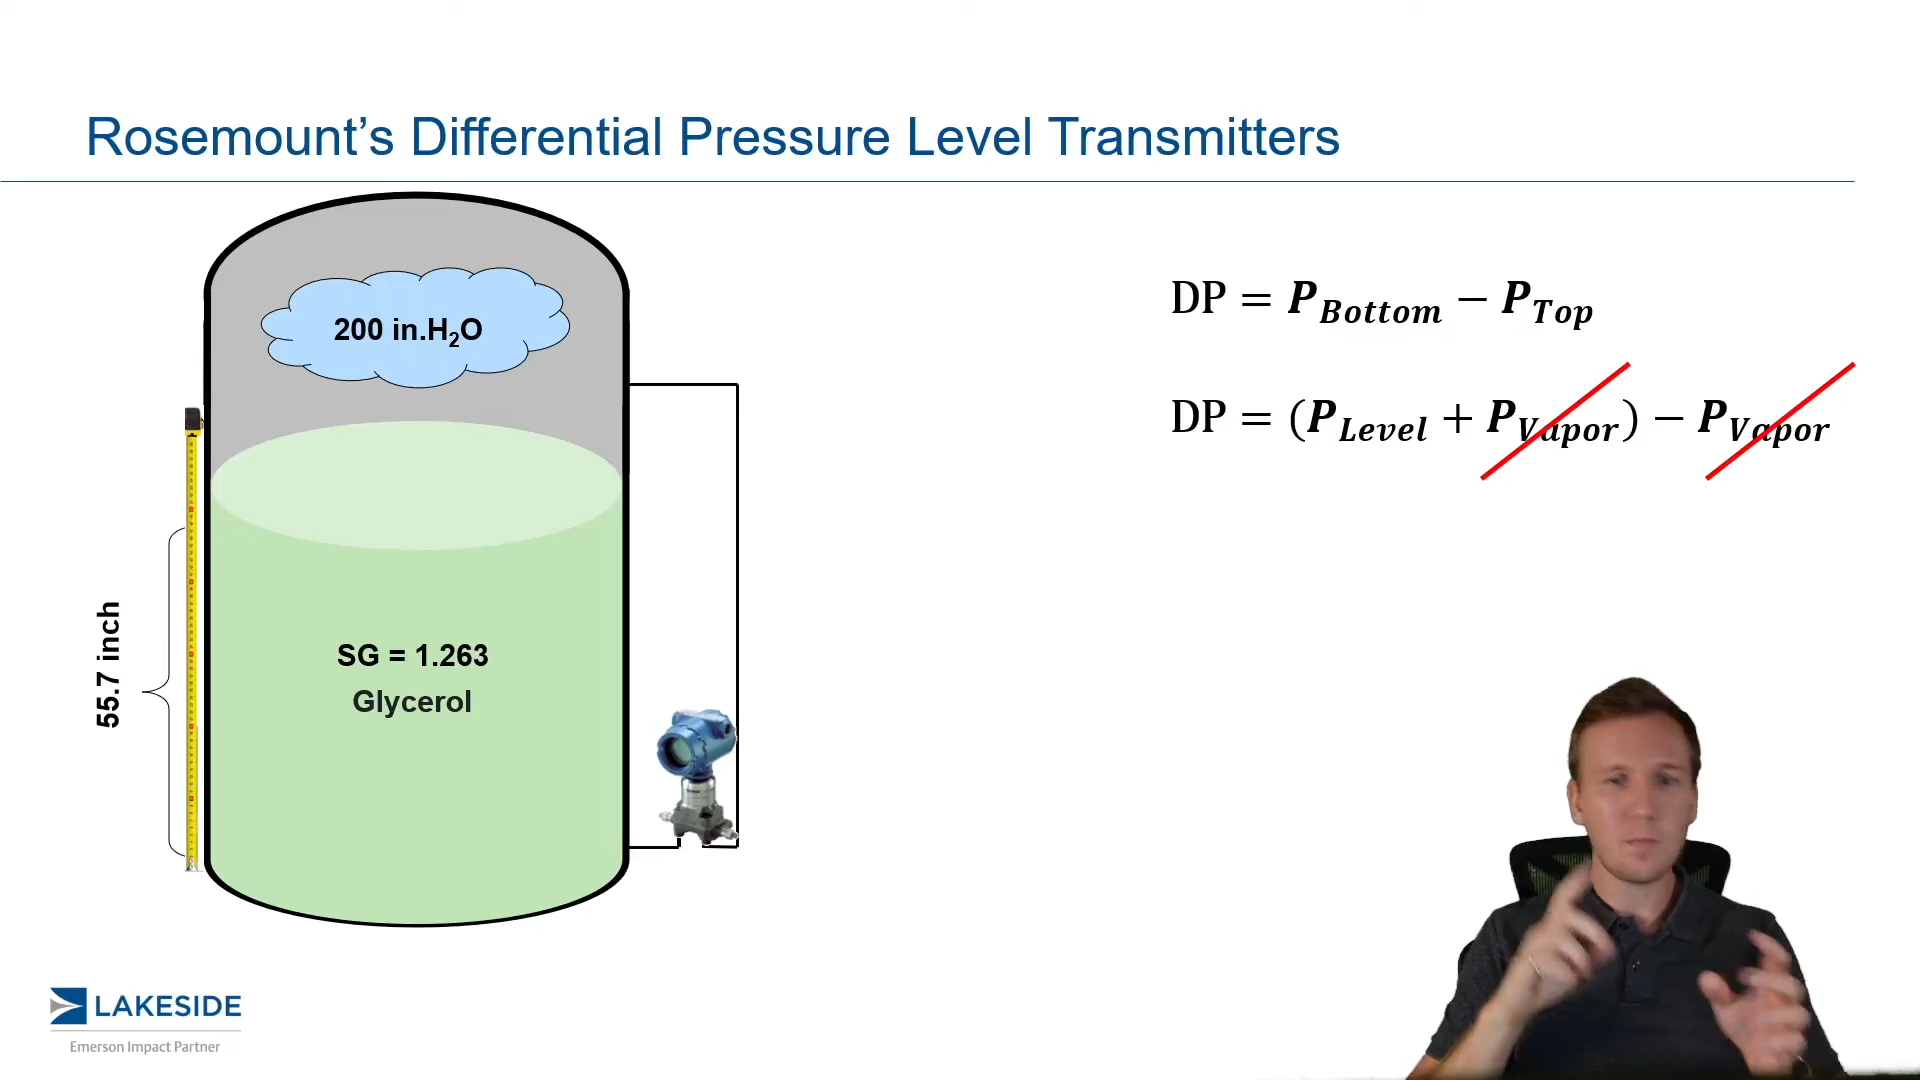 Rosemount’s Differential Pressure Level Transmitters
200 in.H₂O
DP = P_Bottom − P_Top
DP = (P_Level + P_Vapor) − P_Vapor
55.7 inch
SG = 1.263
Glycerol
LAKESIDE
Emerson Impact Partner